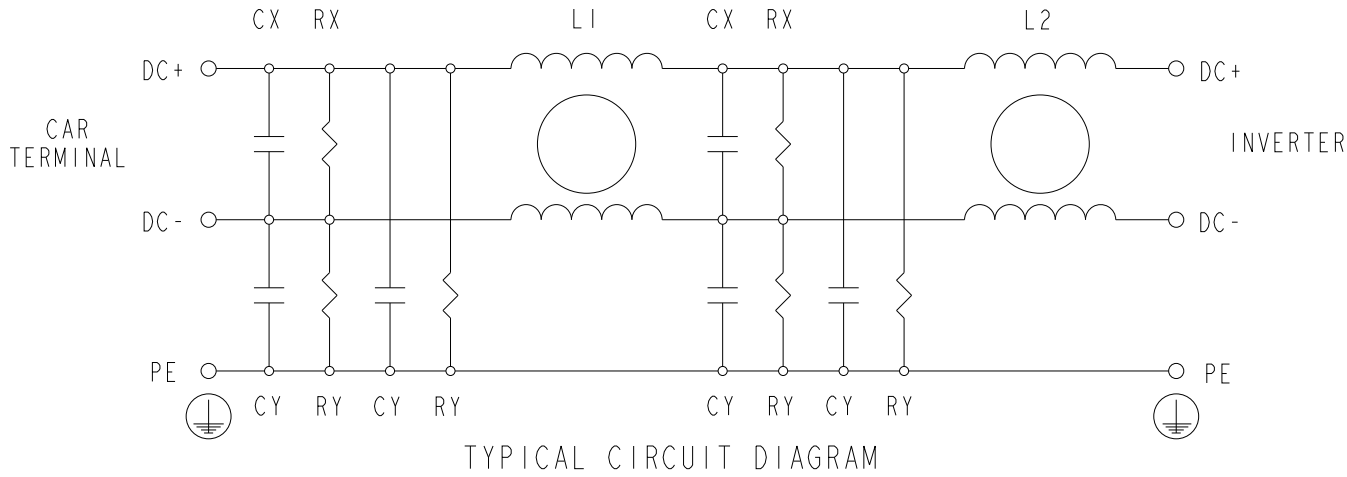 CX RX L1 CX RX L2
DC+ DC+
CAR
TERMINAL
INVERTER
DC- DC-
PE PE
CY RY CY RY CY RY CY RY
TYPICAL CIRCUIT DIAGRAM